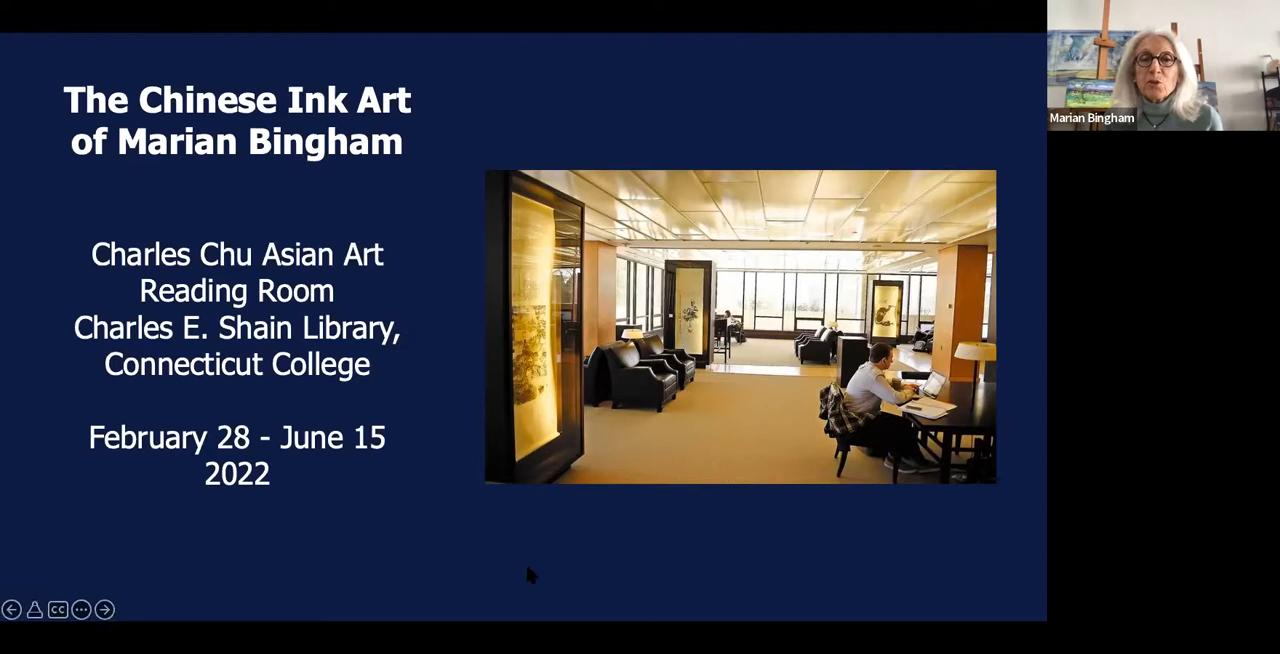 The Chinese Ink Art
of Marian Bingham
Charles Chu Asian Art
Reading Room
Charles E. Shain Library,
Connecticut College
February 28 - June 15
2022
Marian Bingham
CC